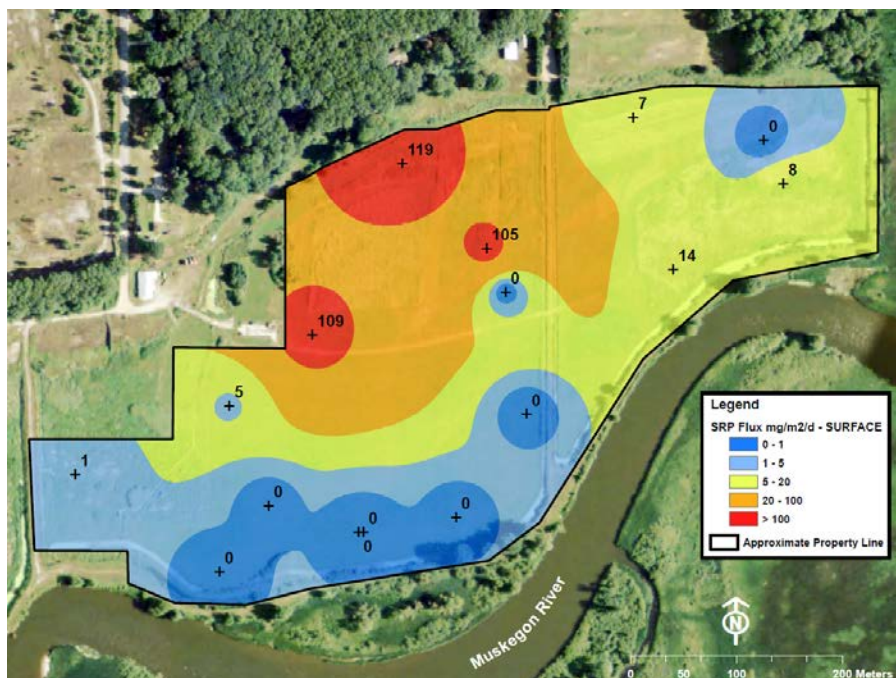 7
0
119
8
105
14
0
109
5
0
1
0
0
0
0
0
Legend
SRP Flux mg/m2/d - SURFACE
0 - 1
1 - 5
5 - 20
20 - 100
> 100
Approximate Property Line
Muskegon River
N
0 50 100 200 Meters